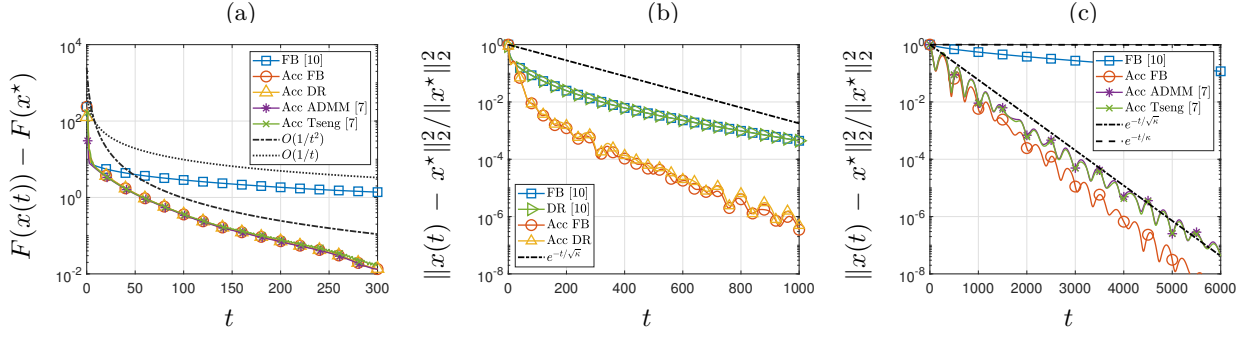 (a)
F(x(t)) − F(x⋆)
10^4
10^2
10^0
10^-2
0 50 100 150 200 250 300
t
FB [10]
Acc FB
Acc DR
Acc ADMM [7]
Acc Tseng [7]
O(1/t^2)
O(1/t)
(b)
∥x(t) − x⋆∥_2^2/∥x⋆∥_2^2
10^0
10^-2
10^-4
10^-6
10^-8
0 200 400 600 800 1000
t
FB [10]
DR [10]
Acc FB
Acc DR
e^{-t/√κ}
(c)
∥x(t) − x⋆∥_2^2/∥x⋆∥_2^2
10^0
10^-2
10^-4
10^-6
10^-8
0 1000 2000 3000 4000 5000 6000
t
FB [10]
Acc FB
Acc ADMM [7]
Acc Tseng [7]
e^{-t/√κ}
e^{-t/κ}